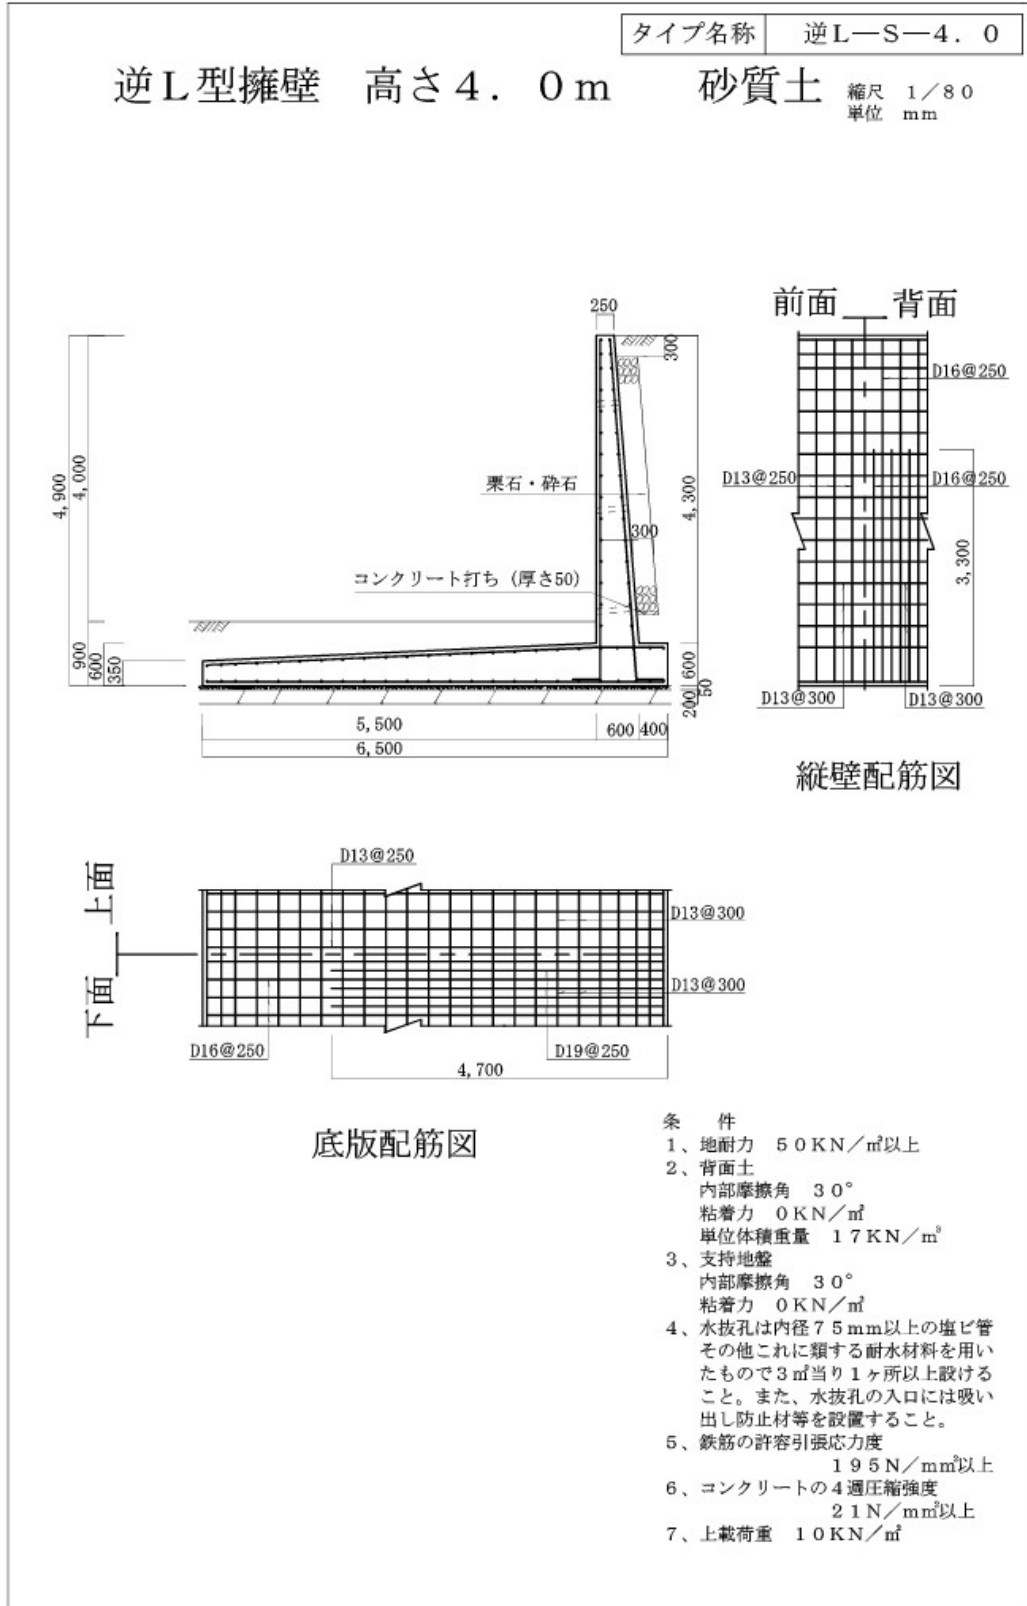 タイプ名称 逆L―S―4．0
逆L型擁壁 高さ4．0m 砂質土
縮尺 1／80
単位 mm
250
300
4,900
4,000
栗石・砕石
4,300
300
コンクリート打ち（厚さ50）
900
600
350
600
50
200
5,500
600
400
6,500
前面
背面
D16@250
D13@250
D16@250
3,300
D13@300
D13@300
縦壁配筋図
上面
下面
D13@250
D13@300
D13@300
D16@250
D19@250
4,700
底版配筋図
条 件
1、地耐力 50KN／㎡以上
2、背面土
内部摩擦角 30°
粘着力 0KN／㎡
単位体積重量 17KN／m³
3、支持地盤
内部摩擦角 30°
粘着力 0KN／㎡
4、水抜孔は内径75mm以上の塩ビ管
その他これに類する耐水材料を用い
たもので3㎡当り1ヶ所以上設ける
こと。また、水抜孔の入口には吸い
出し防止材等を設置すること。
5、鉄筋の許容引張応力度
195N／mm²以上
6、コンクリートの4週圧縮強度
21N／mm²以上
7、上載荷重 10KN／㎡